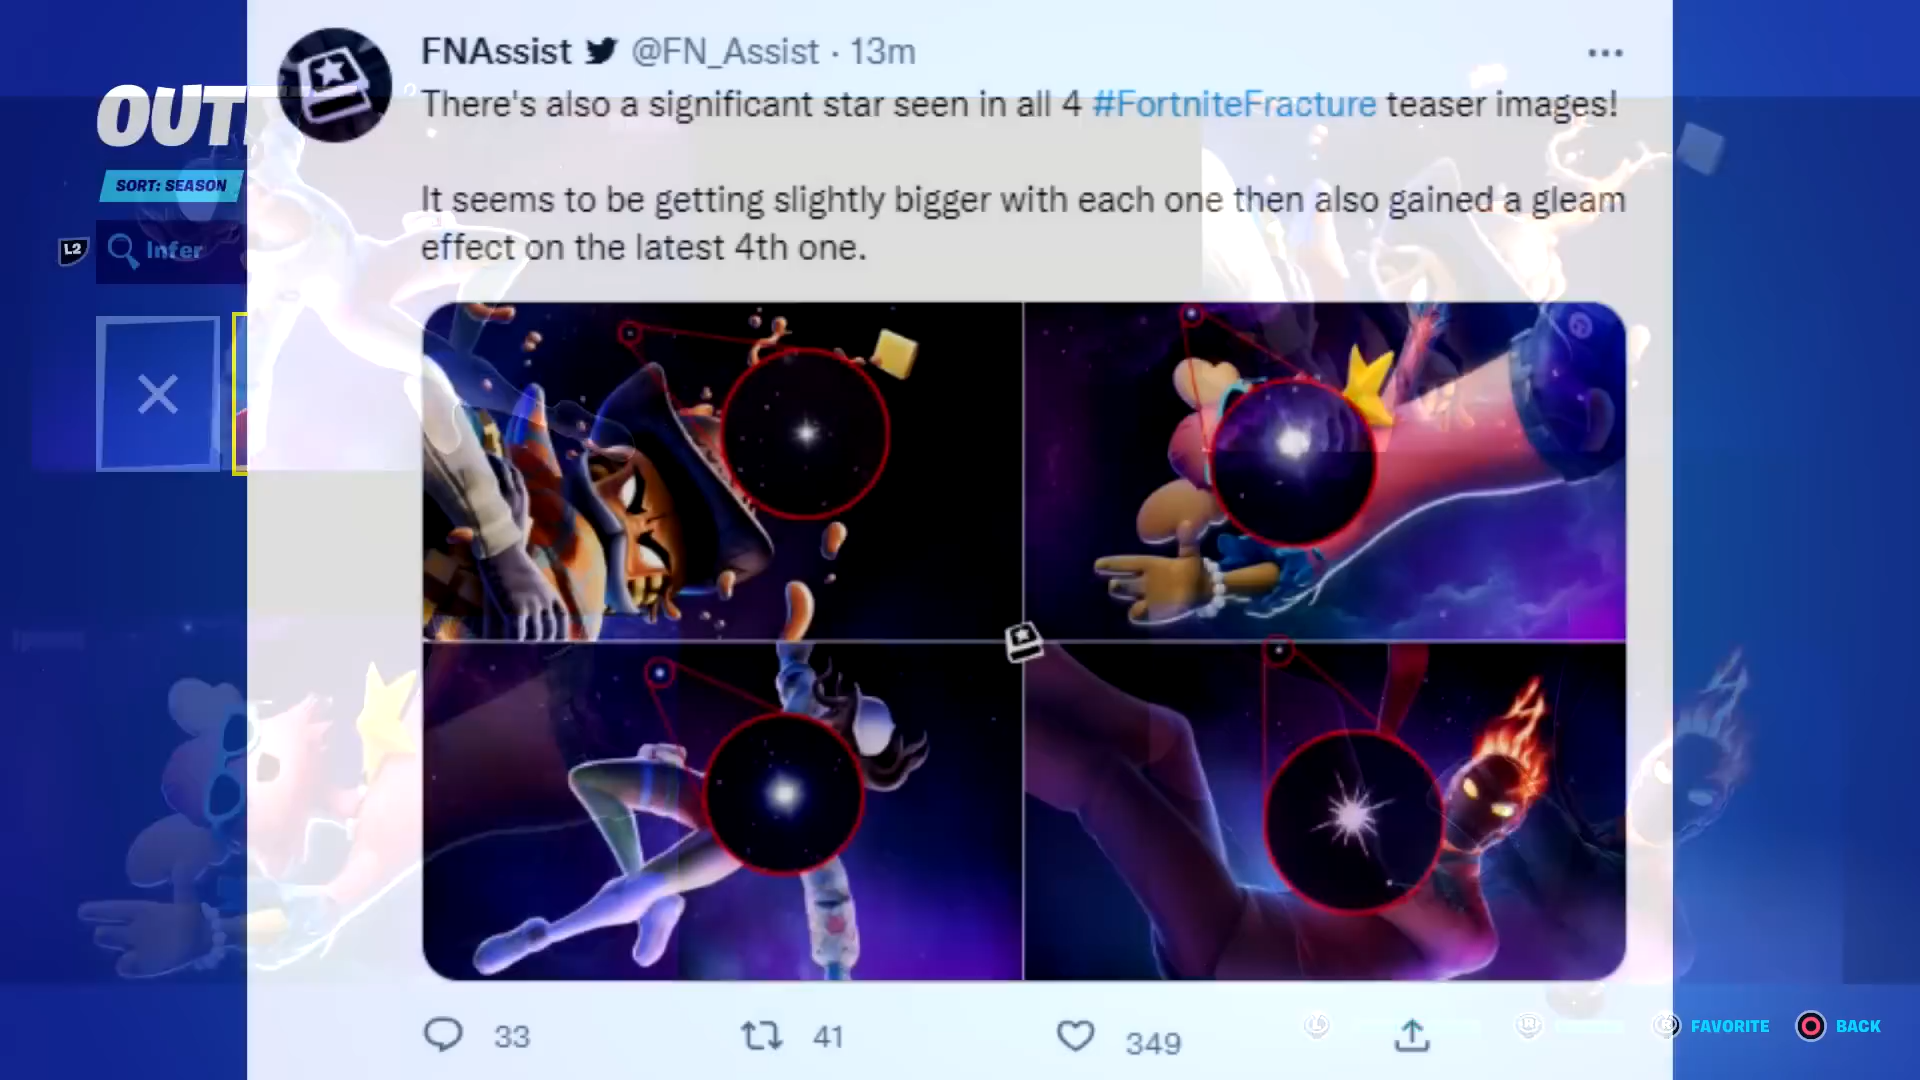 FNAssist @FN_Assist · 13m
There's also a significant star seen in all 4 #FortniteFracture teaser images!
It seems to be getting slightly bigger with each one then also gained a gleam
effect on the latest 4th one.
OUT
SORT: SEASON
L2 Infer
33 41 349
FAVORITE BACK